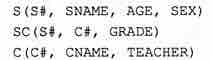 S(S#, SNAME, AGE, SEX)
SC(S#, C#, GRADE)
C(C#, CNAME, TEACHER)